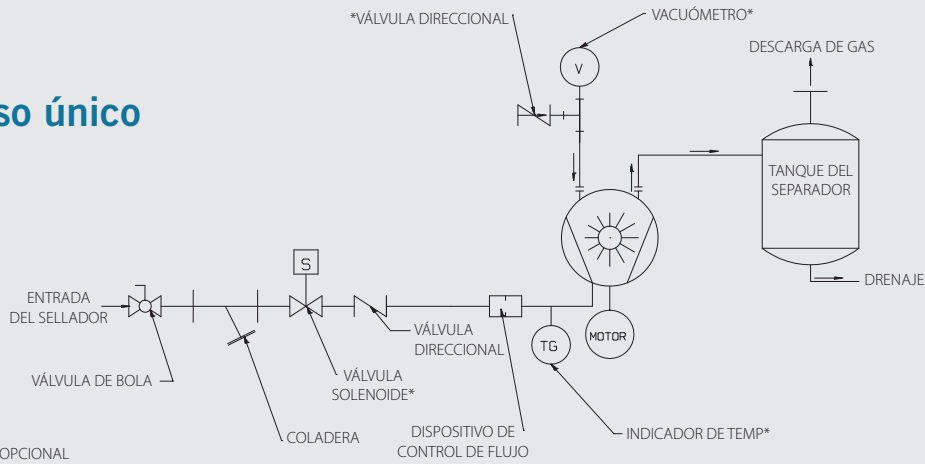 *VÁLVULA DIRECCIONAL
VACUÓMETRO*
DESCARGA DE GAS
so único
V
TANQUE DEL
SEPARADOR
S
ENTRADA
DEL SELLADOR
DRENAJE
VÁLVULA
DIRECCIONAL
TG
MOTOR
VÁLVULA DE BOLA
VÁLVULA
SOLENOIDE*
COLADERA
DISPOSITIVO DE
CONTROL DE FLUJO
INDICADOR DE TEMP*
OPCIONAL